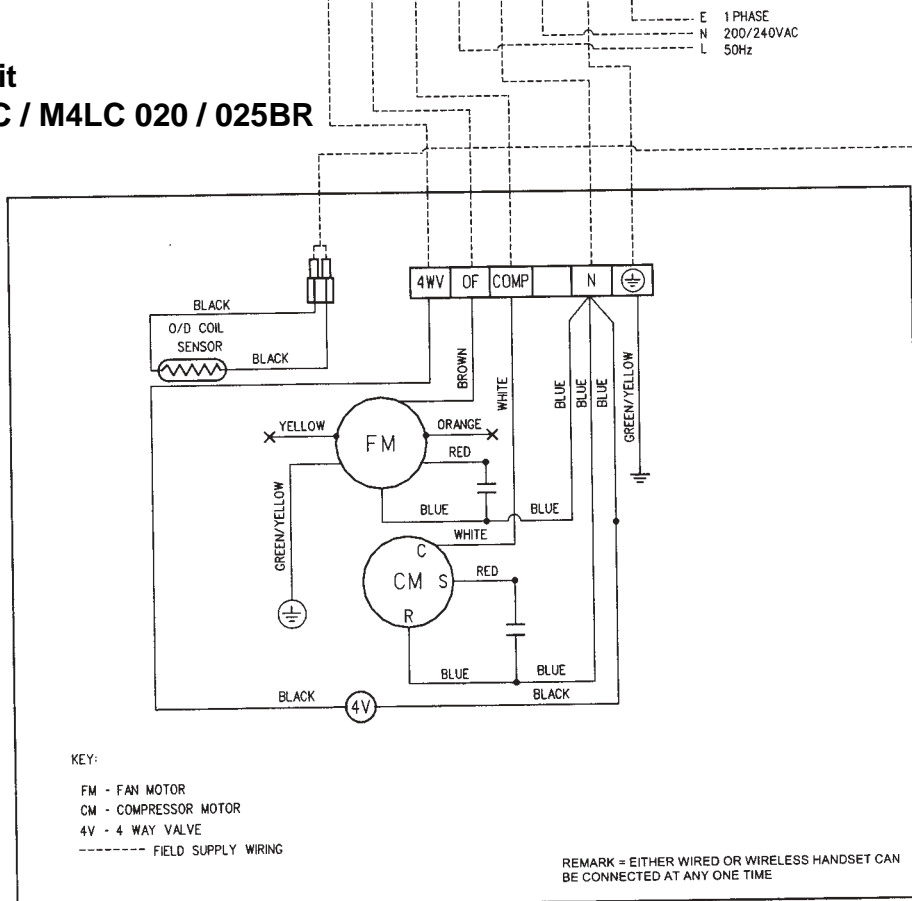 E 1 PHASE
N 200/240VAC
L 50Hz
it
C / M4LC 020 / 025BR
4WV OF COMP N
BLACK
O/D COIL
SENSOR
BLACK
BROWN
WHITE
BLUE
BLUE
BLUE
GREEN/YELLOW
YELLOW
FM
ORANGE
RED
GREEN/YELLOW
BLUE
BLUE
WHITE
C
CM S
R
RED
BLUE
BLUE
BLACK
4V
BLACK
KEY:
FM - FAN MOTOR
CM - COMPRESSOR MOTOR
4V - 4 WAY VALVE
-------- FIELD SUPPLY WIRING
REMARK = EITHER WIRED OR WIRELESS HANDSET CAN
BE CONNECTED AT ANY ONE TIME